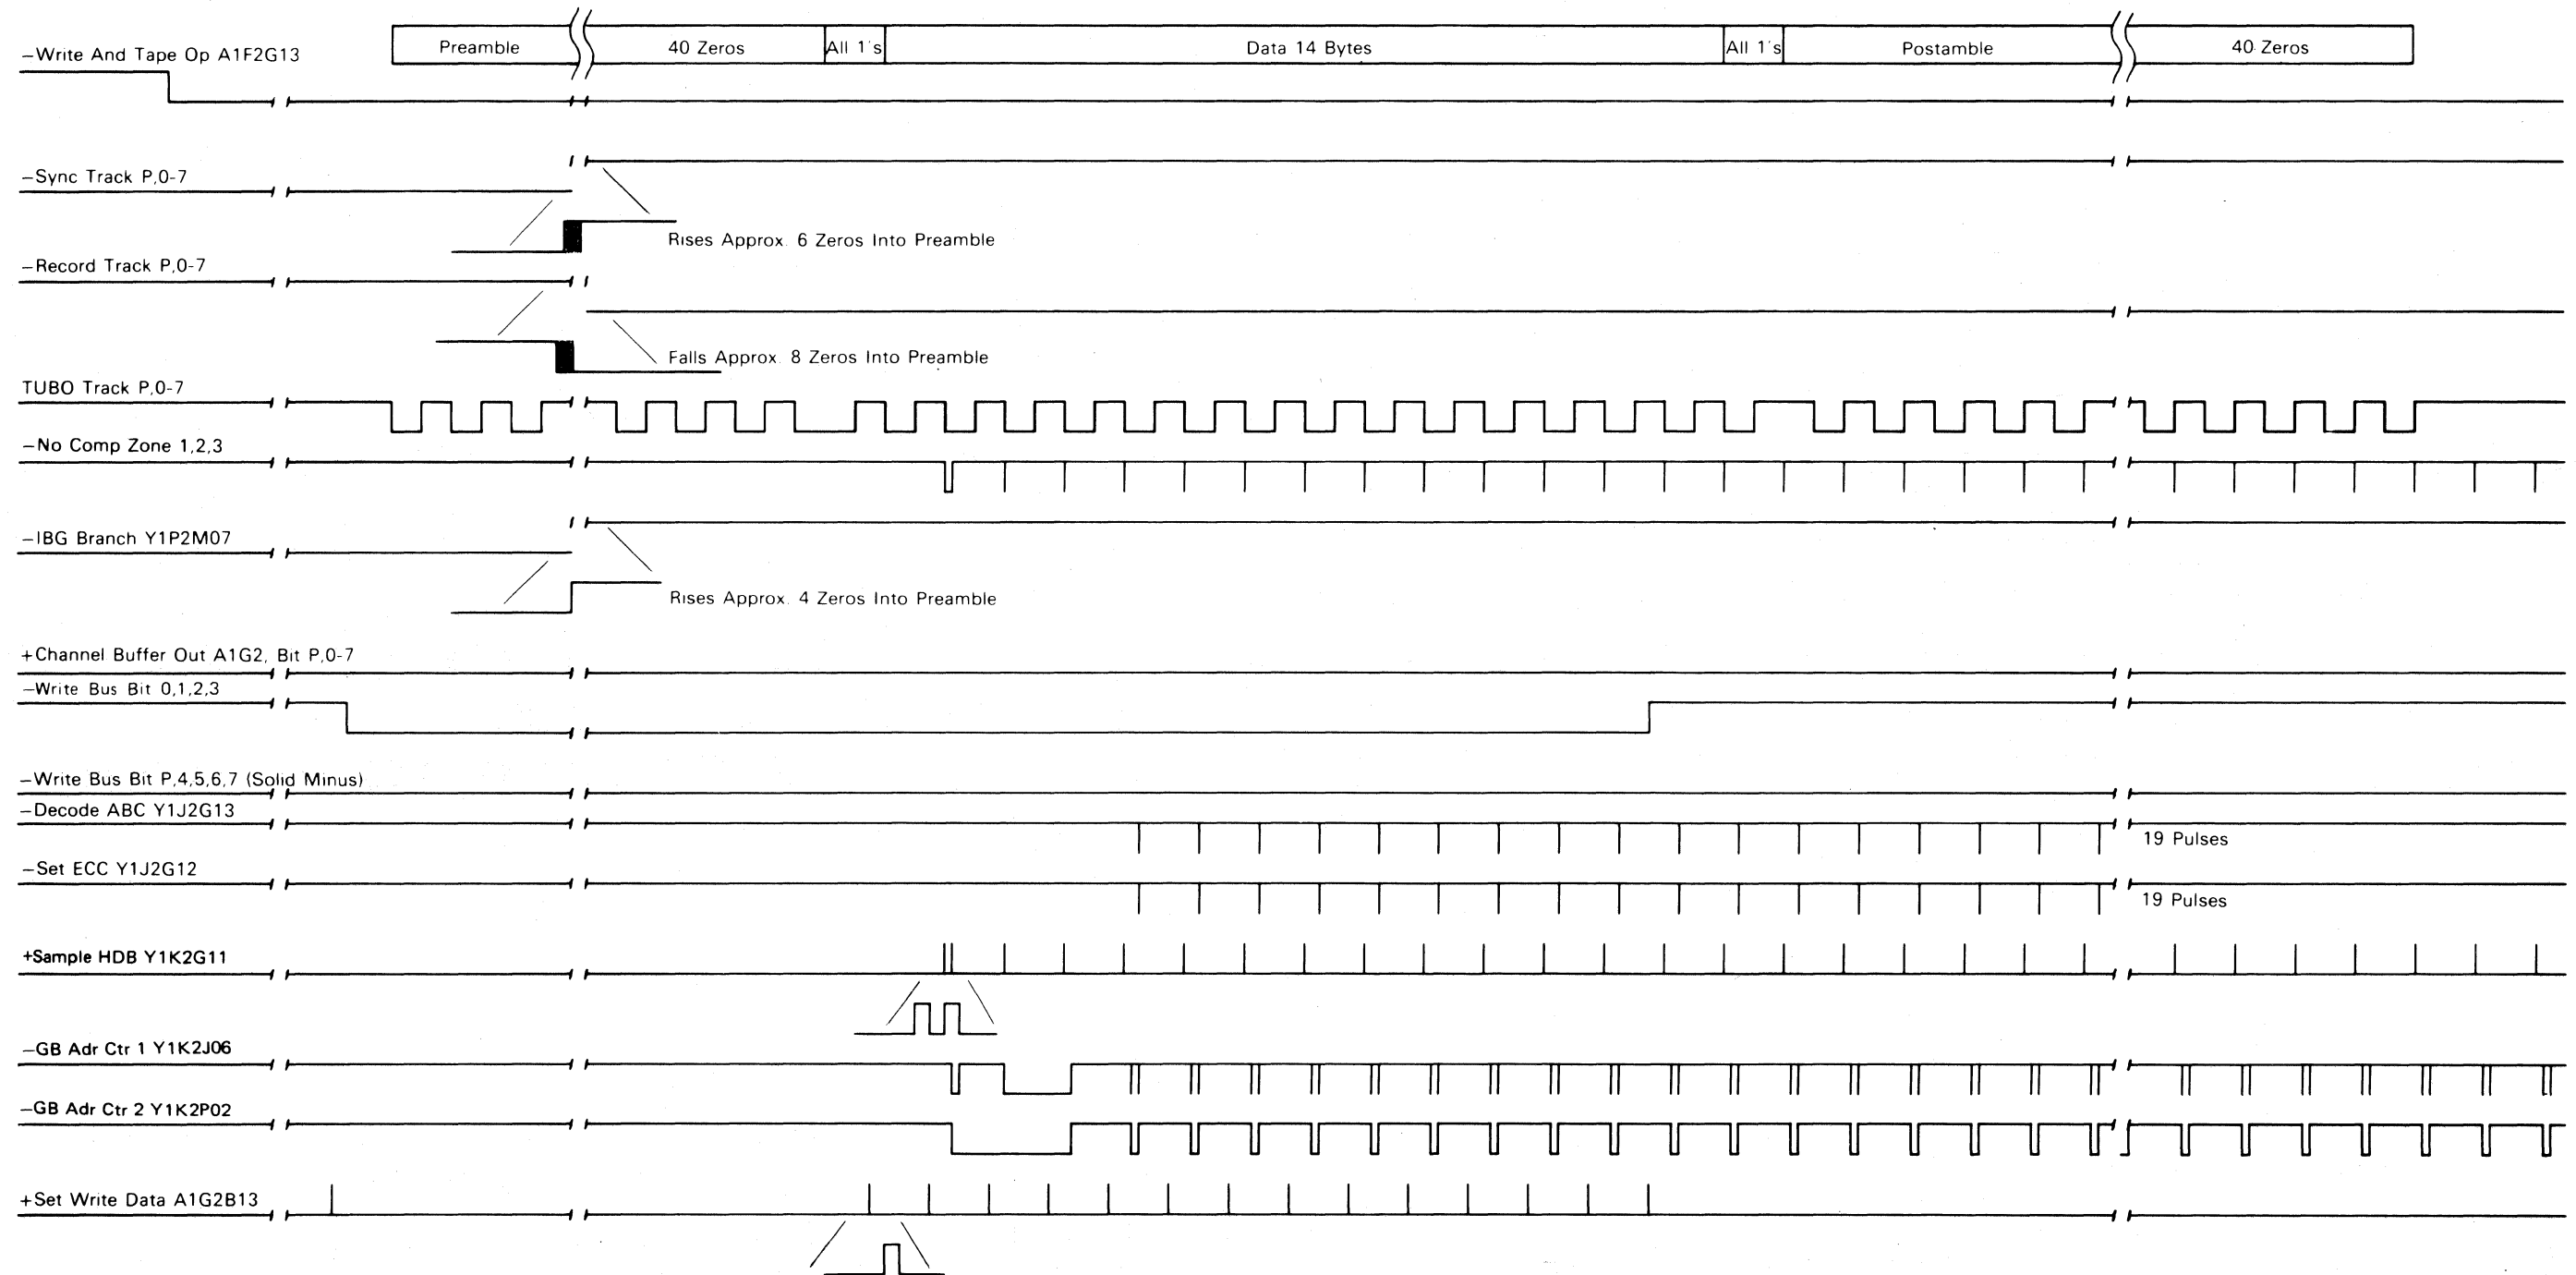 Preamble 40 Zeros All 1's Data 14 Bytes All 1's Postamble 40 Zeros
−Write And Tape Op A1F2G13
−Sync Track P,0-7
Rises Approx. 6 Zeros Into Preamble
−Record Track P,0-7
Falls Approx. 8 Zeros Into Preamble
TUBO Track P,0-7
−No Comp Zone 1,2,3
−IBG Branch Y1P2M07
Rises Approx. 4 Zeros Into Preamble
+Channel Buffer Out A1G2, Bit P,0-7
−Write Bus Bit 0,1,2,3
−Write Bus Bit P,4,5,6,7 (Solid Minus)
−Decode ABC Y1J2G13
19 Pulses
−Set ECC Y1J2G12
19 Pulses
+Sample HDB Y1K2G11
−GB Adr Ctr 1 Y1K2J06
−GB Adr Ctr 2 Y1K2P02
+Set Write Data A1G2B13